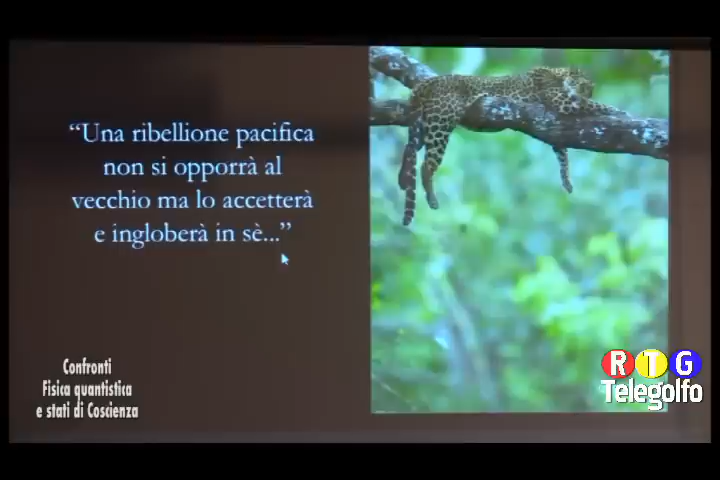 “Una ribellione pacifica
non si opporrà al
vecchio ma lo accetterà
e ingloberà in sè...”
Confronti
Fisica quantistica
e stati di Coscienza
RTG
Telegolfo